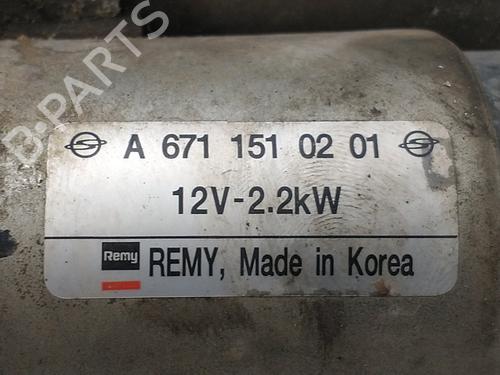 B-PARTS
A 671 151 02 01
12V-2.2kW
Remy REMY, Made in Korea